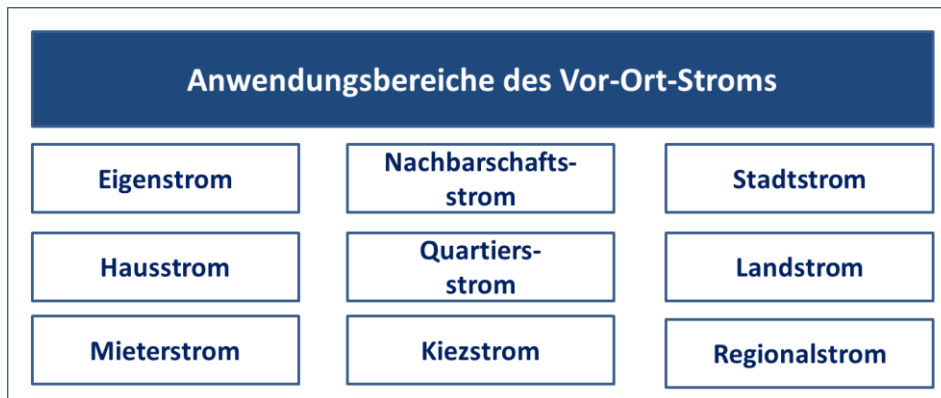 Anwendungsbereiche des Vor-Ort-Stroms
Eigenstrom
Nachbarschafts-
strom
Stadtstrom
Hausstrom
Quartiers-
strom
Landstrom
Mieterstrom
Kiezstrom
Regionalstrom